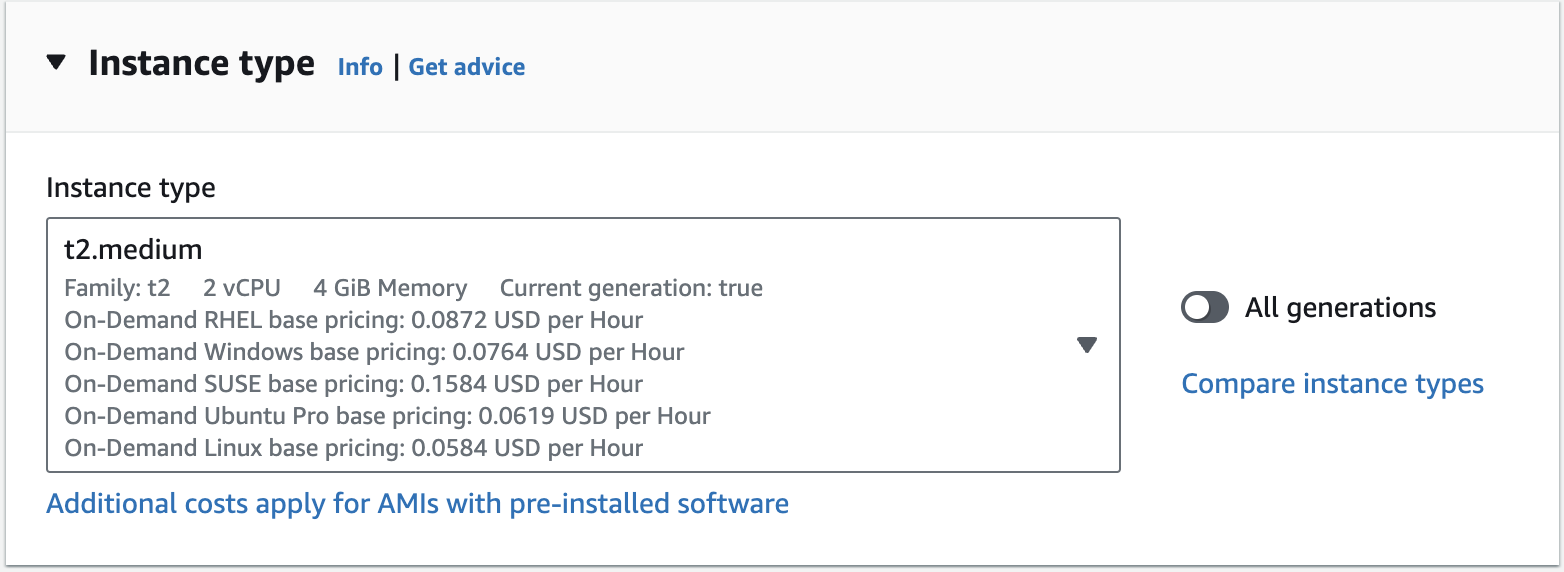 Instance type Info | Get advice
Instance type
t2.medium
Family: t2 2 vCPU 4 GiB Memory Current generation: true
On-Demand RHEL base pricing: 0.0872 USD per Hour
On-Demand Windows base pricing: 0.0764 USD per Hour
On-Demand SUSE base pricing: 0.1584 USD per Hour
On-Demand Ubuntu Pro base pricing: 0.0619 USD per Hour
On-Demand Linux base pricing: 0.0584 USD per Hour
All generations
Compare instance types
Additional costs apply for AMIs with pre-installed software